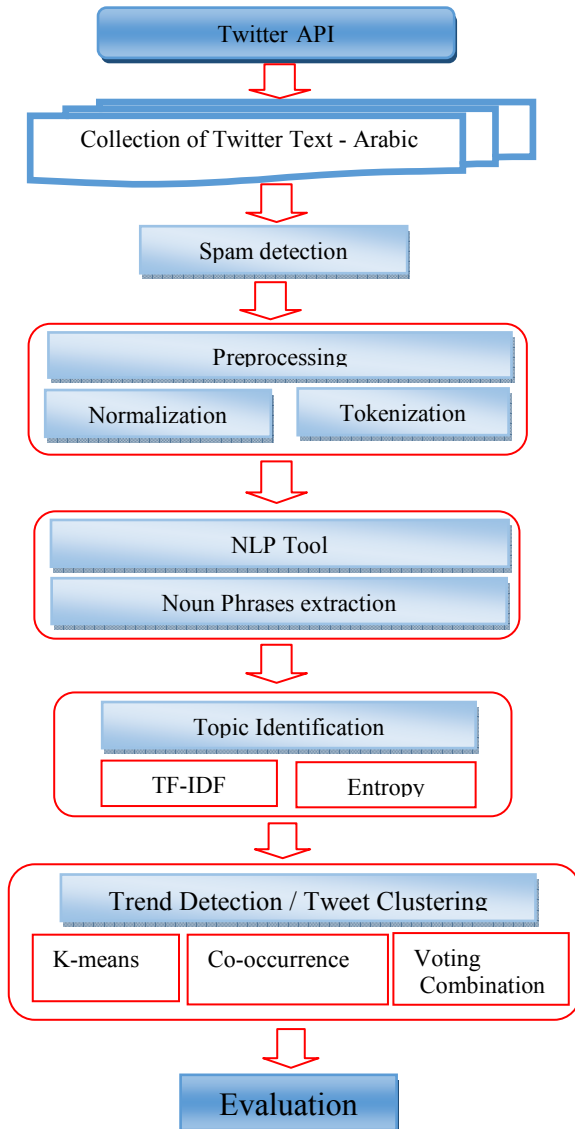 Twitter API
Collection of Twitter Text - Arabic
Spam detection
Preprocessing
Normalization
Tokenization
NLP Tool
Noun Phrases extraction
Topic Identification
TF-IDF
Entropy
Trend Detection / Tweet Clustering
K-means
Co-occurrence
Voting
Combination
Evaluation